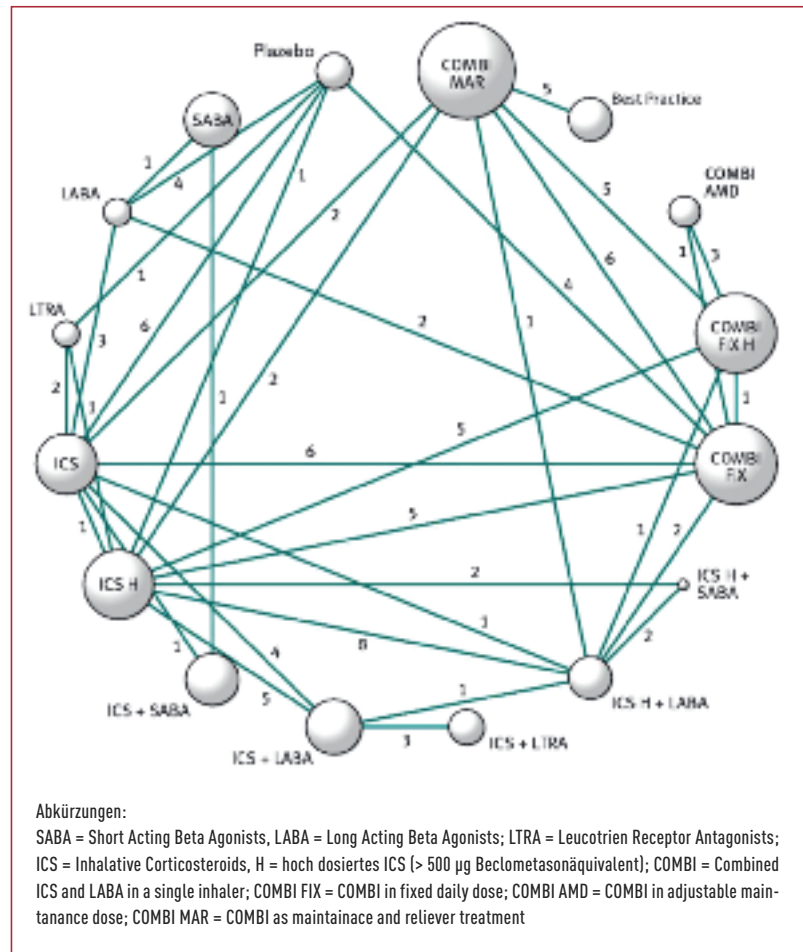 Plazebo
COMBI
MAR
5
Best Practice
SABA
1
4
1
COMBI
AMD
LABA
2
5
1
3
6
4
1
LTRA
COMBI
FIX H
3
6
2
1
2
2
1
1
1
5
ICS
6
COMBI
FIX
1
5
1
2
ICS H
2
ICS H +
SABA
1
2
1
4
8
ICS + SABA
5
1
ICS H + LABA
ICS + LABA
3
ICS + LTRA
Abkürzungen:
SABA = Short Acting Beta Agonists, LABA = Long Acting Beta Agonists; LTRA = Leucotrien Receptor Antagonists;
ICS = Inhalative Corticosteroids, H = hoch dosiertes ICS (> 500 µg Beclometasonäquivalent); COMBI = Combined
ICS and LABA in a single inhaler; COMBI FIX = COMBI in fixed daily dose; COMBI AMD = COMBI in adjustable main-
tanance dose; COMBI MAR = COMBI as maintainace and reliever treatment